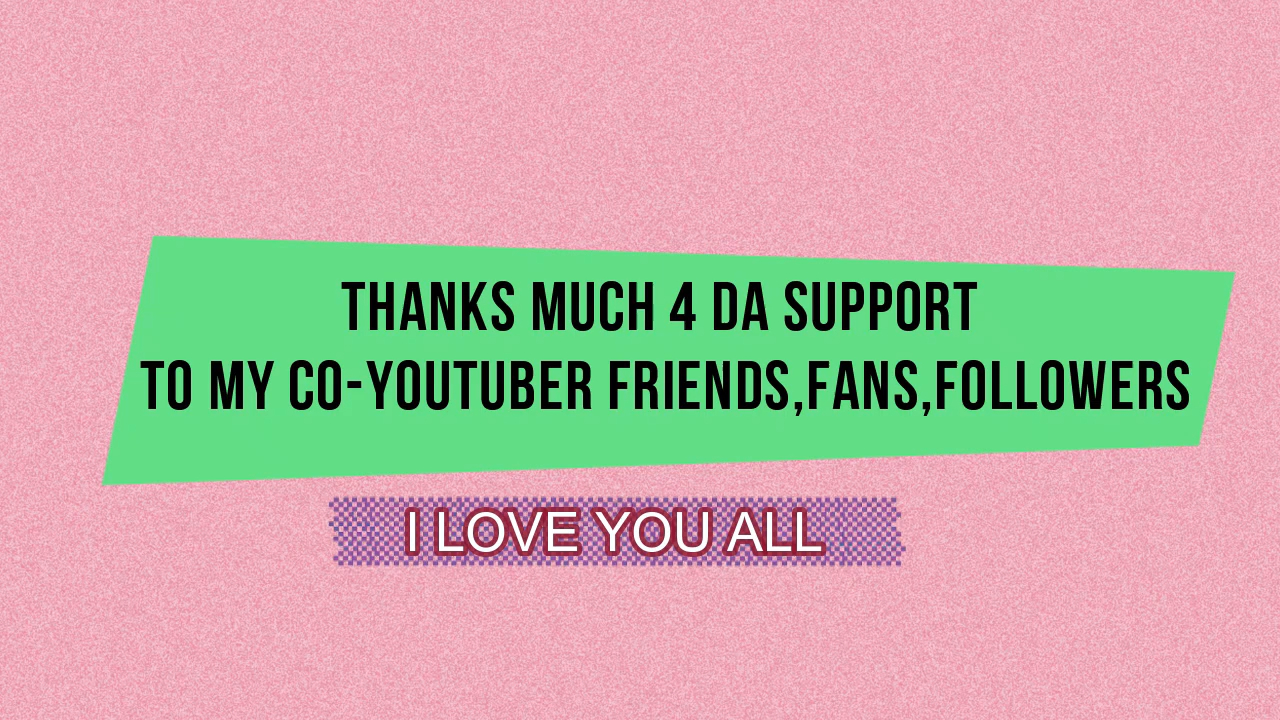 THANKS MUCH 4 DA SUPPORT
TO MY CO-YOUTUBER FRIENDS,FANS,FOLLOWERS
I LOVE YOU ALL